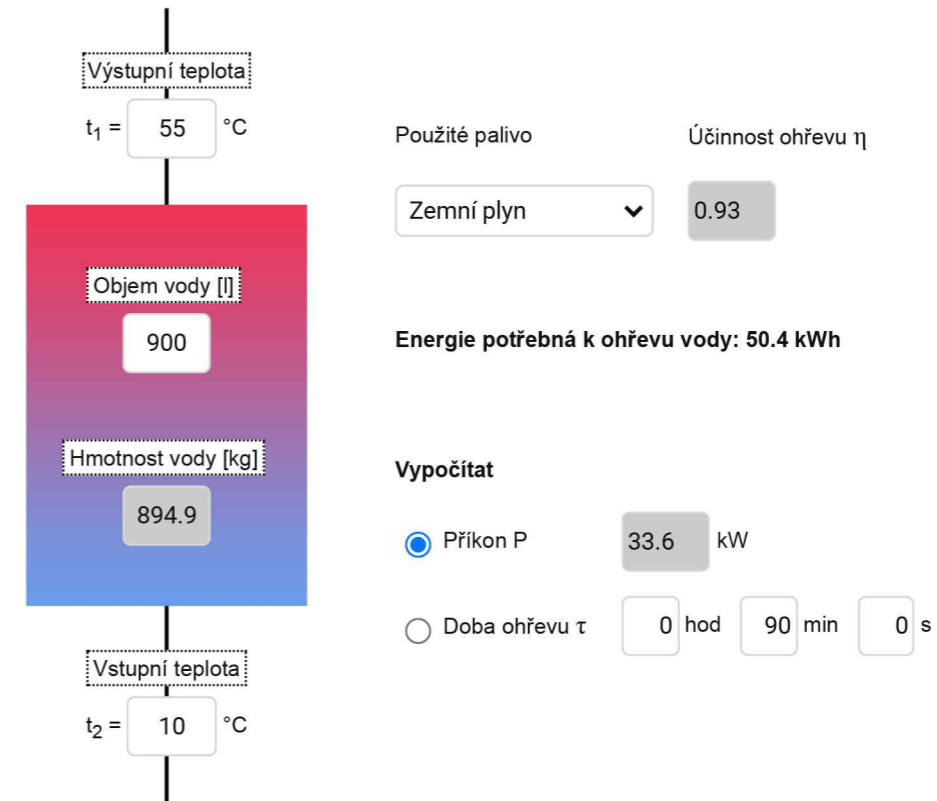 Výstupní teplota
t₁ = 55 °C
Objem vody [l]
900
Hmotnost vody [kg]
894.9
Vstupní teplota
t₂ = 10 °C
Použité palivo
Účinnost ohřevu η
Zemní plyn
0.93
Energie potřebná k ohřevu vody: 50.4 kWh
Vypočítat
Příkon P 33.6 kW
Doba ohřevu τ 0 hod 90 min 0 s